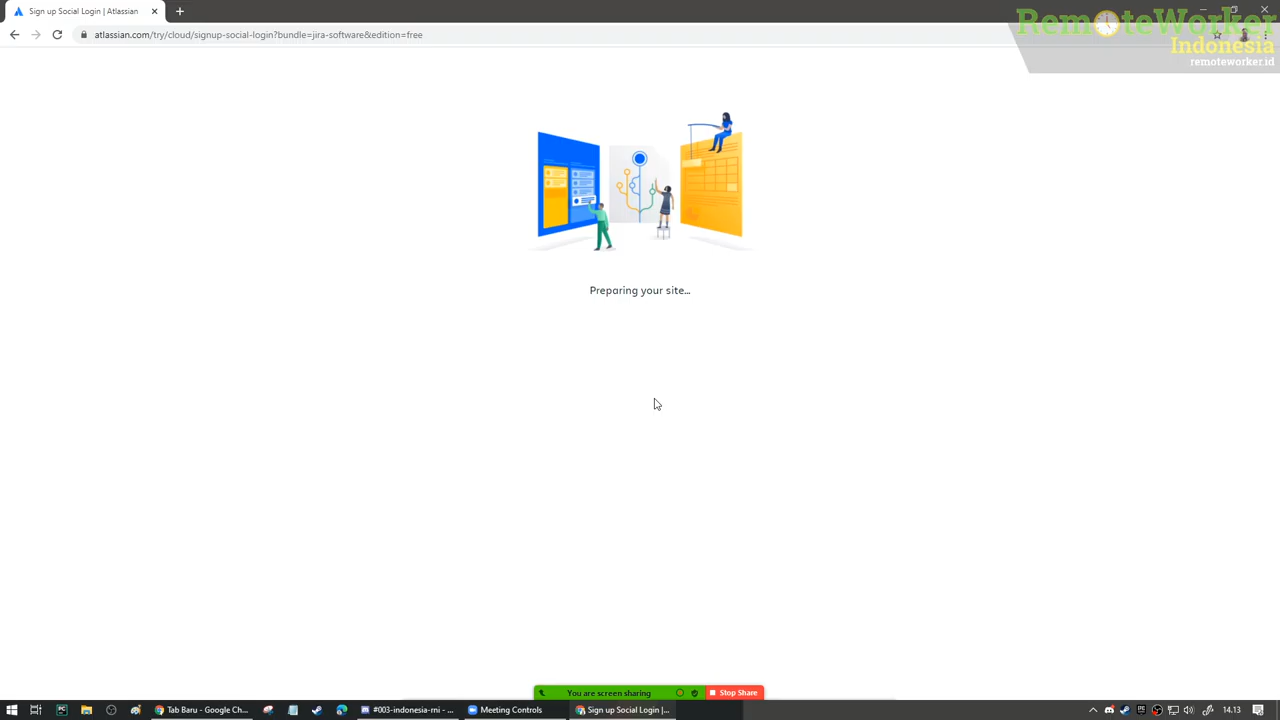 Sign up Social Login | Atlassian
atlassian.com/try/cloud/signup-social-login?bundle=jira-software&edition=free
RemoteWorker
Indonesia
remoteworker.id
Preparing your site...
You are screen sharing
Stop Share
PC
Tab Baru - Google Ch...
#003-indonesia-mi - ...
Meeting Controls
Sign up Social Login |...
14.13